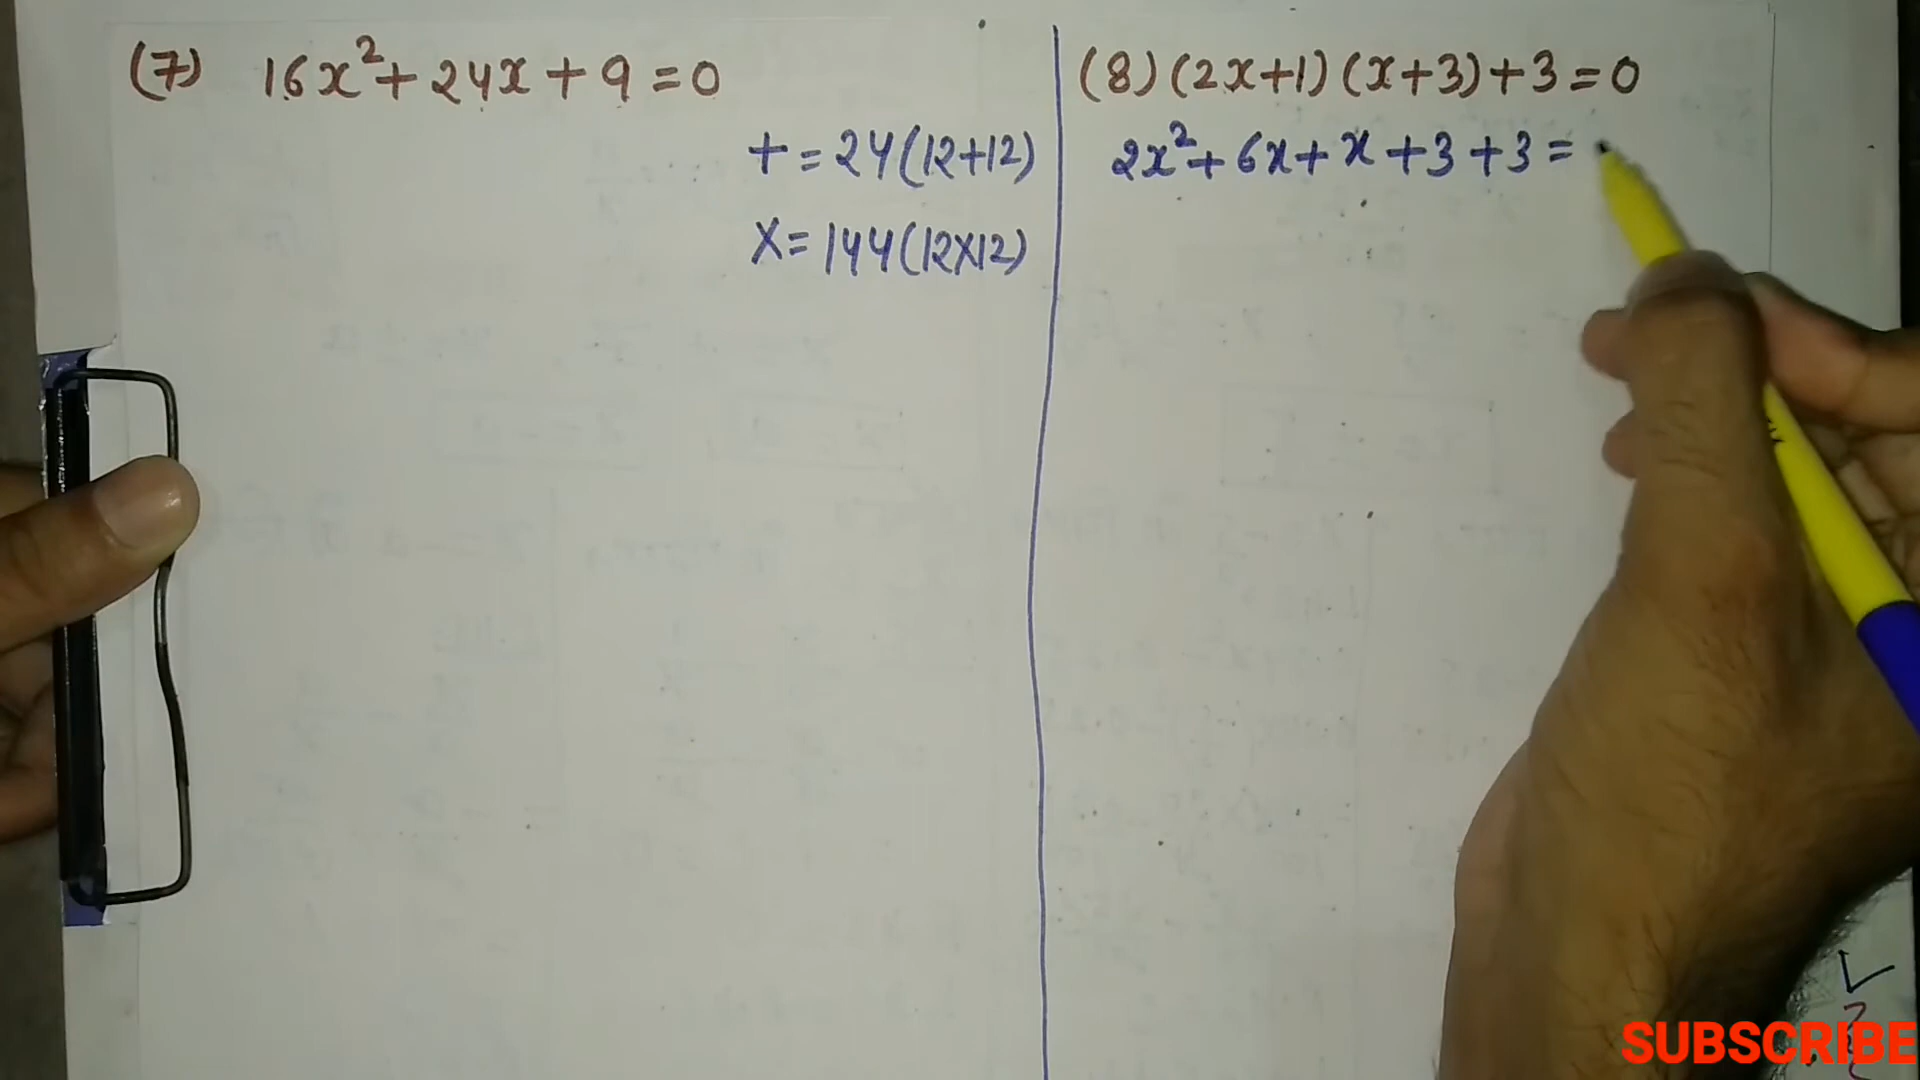 (7) 16x²+24x+9=0
+=24(12+12)
X=144(12X12)
(8)(2x+1)(x+3)+3=0
2x²+6x+x+3+3=
SUBSCRIBE